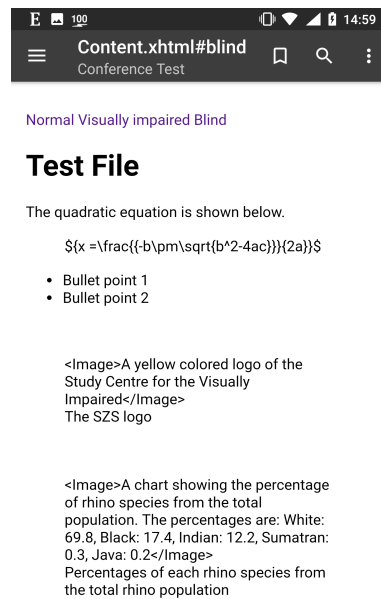 E 100 14:59
Content.xhtml#blind
Conference Test
Normal Visually impaired Blind
Test File
The quadratic equation is shown below.
${x =\frac{{-b\pm\sqrt{b^2-4ac}}}{2a}}$
• Bullet point 1
• Bullet point 2
<Image>A yellow colored logo of the
Study Centre for the Visually
Impaired</Image>
The SZS logo
<Image>A chart showing the percentage
of rhino species from the total
population. The percentages are: White:
69.8, Black: 17.4, Indian: 12.2, Sumatran:
0.3, Java: 0.2</Image>
Percentages of each rhino species from
the total rhino population